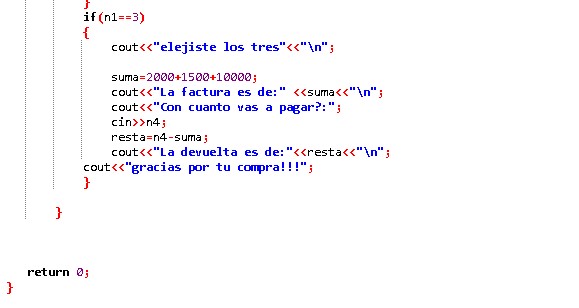 }
if(n1==3)
{
cout<<"elejiste los tres"<<"\n";
suma=2000+1500+10000;
cout<<"La factura es de:" <<suma<<"\n";
cout<<"Con cuanto vas a pagar?:";
cin>>n4;
resta=n4-suma;
cout<<"La devuelta es de:"<<resta<<"\n";
cout<<"gracias por tu compra!!!";
}
}
return 0;
}